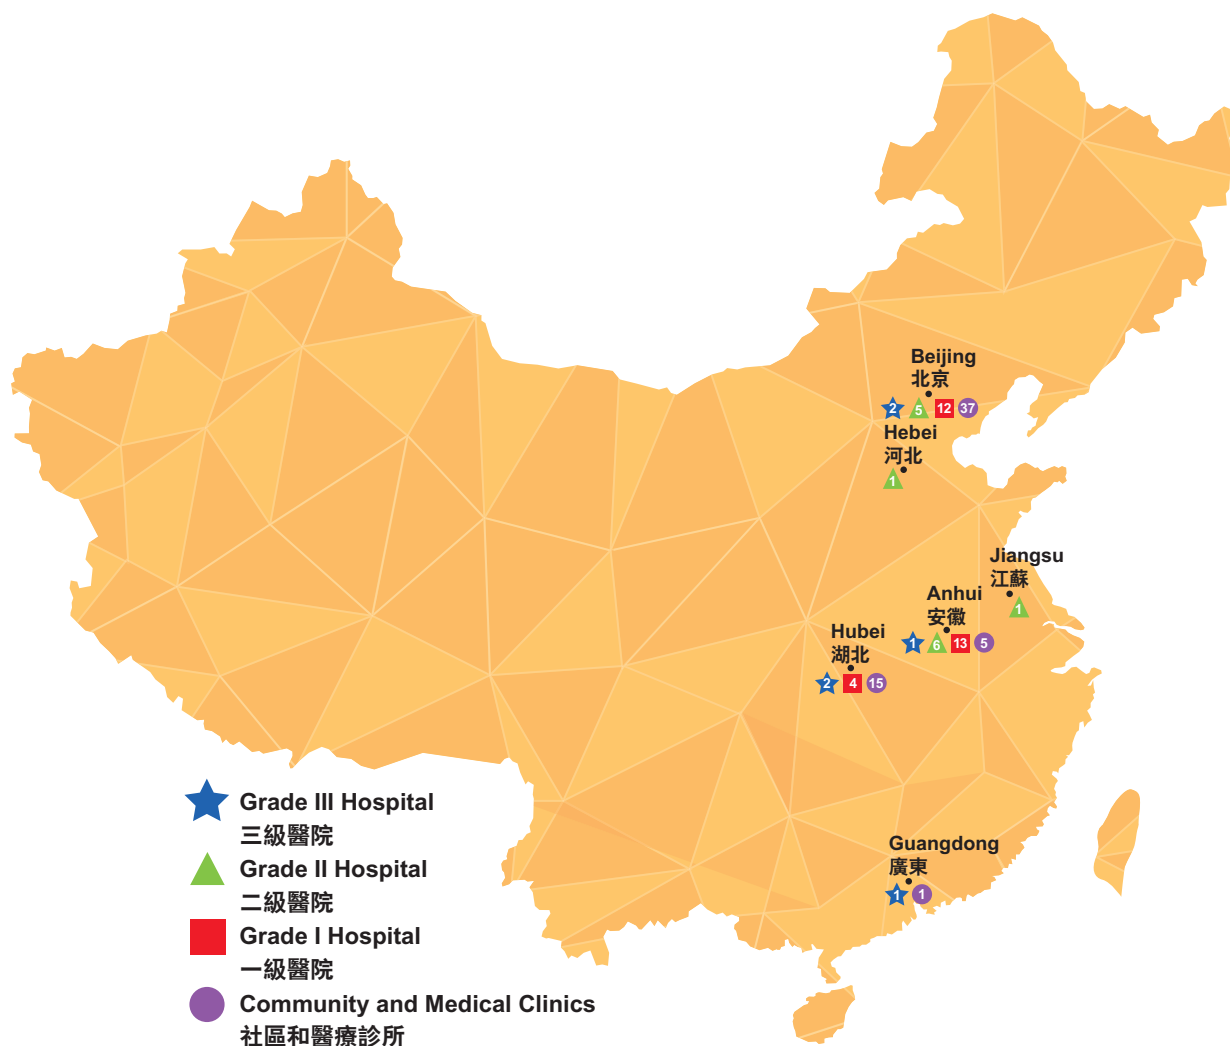 Beijing
北京
2 5 12 37
Hebei
河北
1
Jiangsu
江蘇
1
Anhui
安徽
1 6 13 5
Hubei
湖北
2 4 15
Guangdong
廣東
1 1
Grade III Hospital
三級醫院
Grade II Hospital
二級醫院
Grade I Hospital
一級醫院
Community and Medical Clinics
社區和醫療診所